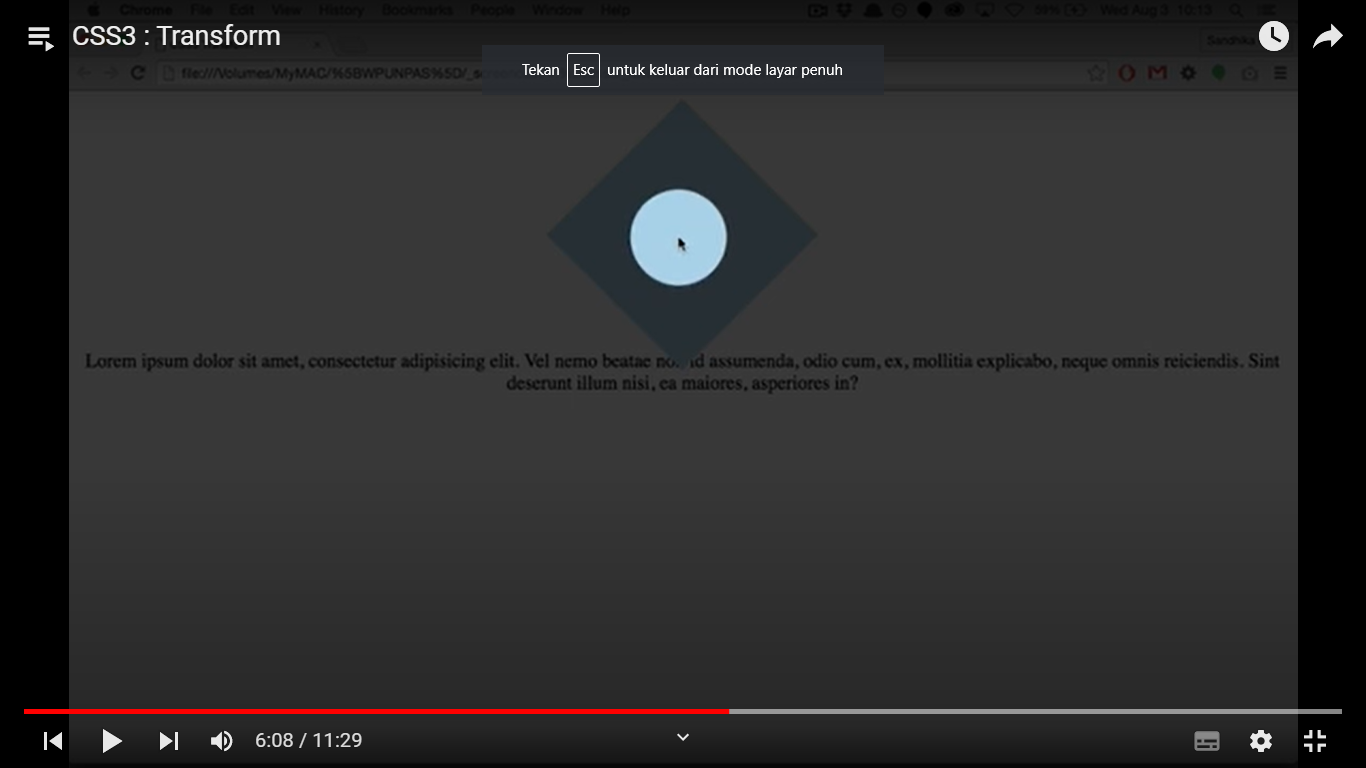 Chrome File Edit View History Bookmarks People Window Help 59% Wed Aug 3 10:13
CSS3 : Transform
Sandhika
Tekan Esc untuk keluar dari mode layar penuh
file:///Volumes/MyMAC/%5BWPUNPAS%5D/_s
Lorem ipsum dolor sit amet, consectetur adipisicing elit. Vel nemo beatae id assumenda, odio cum, ex, mollitia explicabo, neque omnis reiciendis. Sint
deserunt illum nisi, ea maiores, asperiores in?
6:08 / 11:29